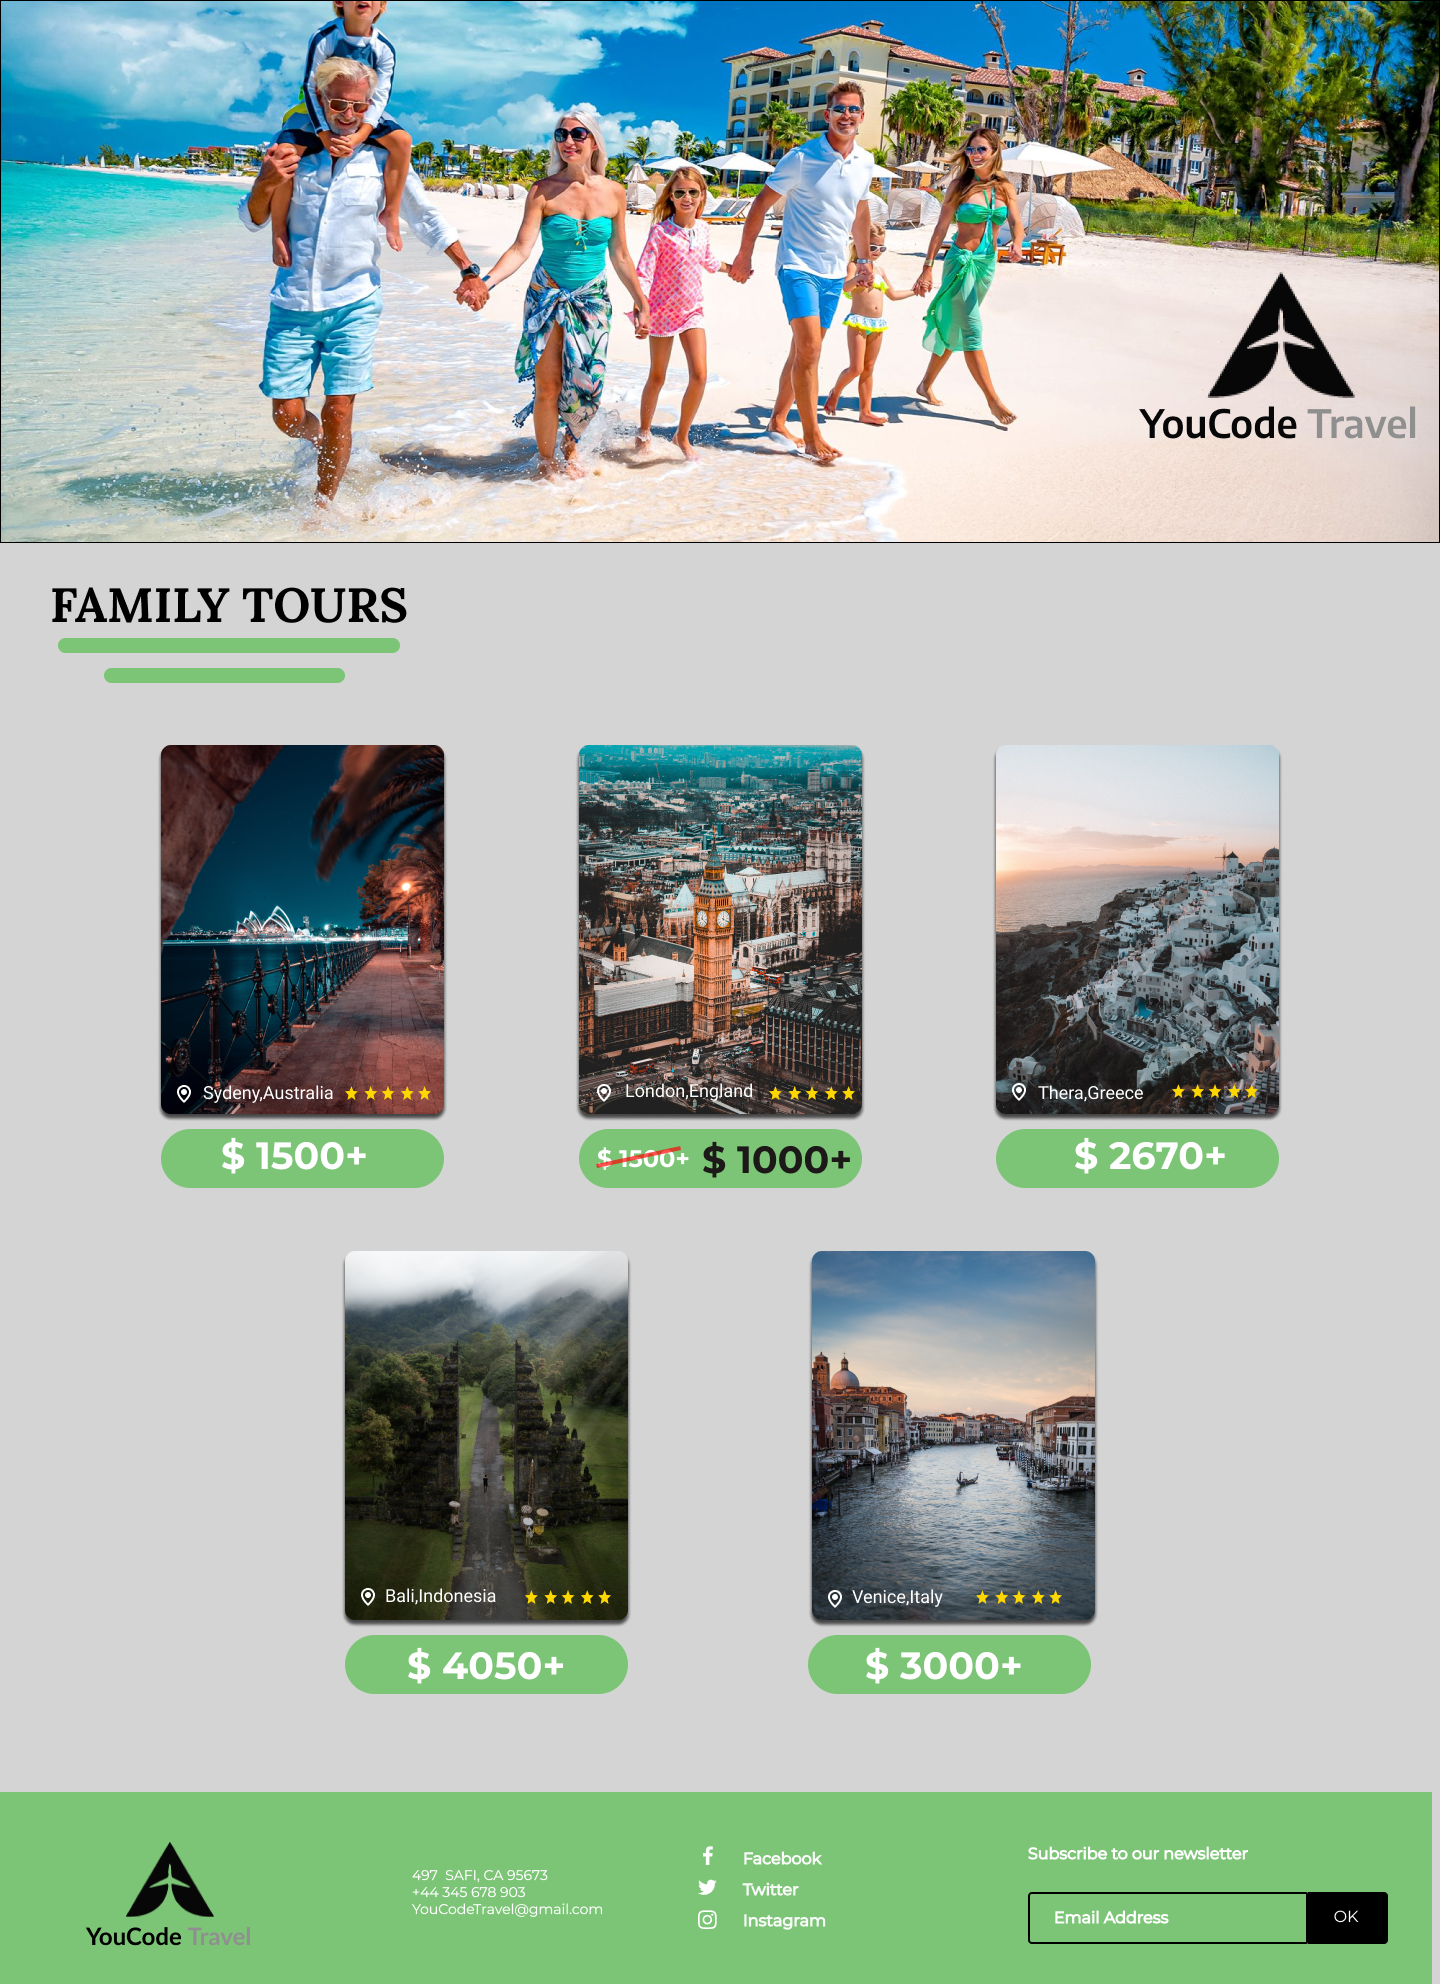 YouCode Travel
FAMILY TOURS
Sydeny,Australia
London,England
Thera,Greece
$ 1500+
$ 1500+ $ 1000+
$ 2670+
Bali,Indonesia
Venice,Italy
$ 4050+
$ 3000+
YouCode Travel
497  SAFI, CA 95673
+44 345 678 903
YouCodeTravel@gmail.com
Facebook
Twitter
Instagram
Subscribe to our newsletter
Email Address
OK